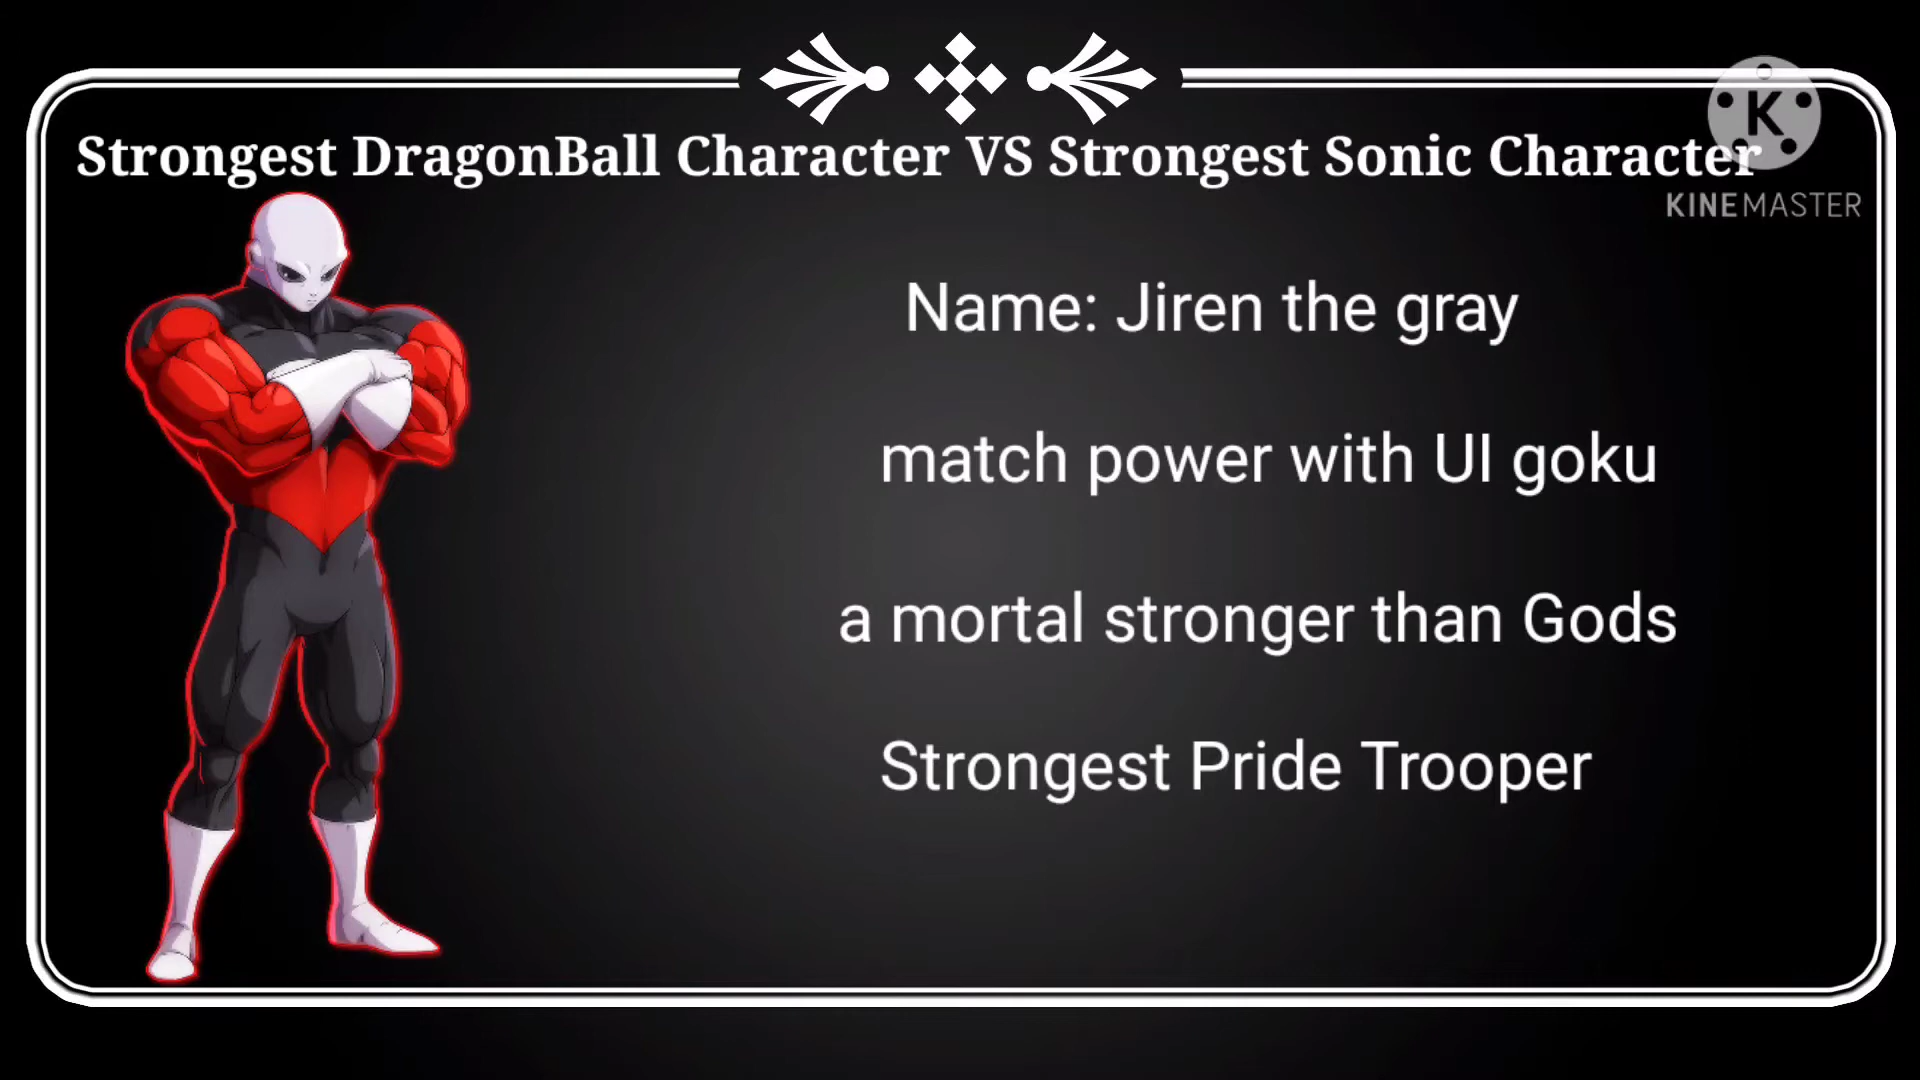 Strongest DragonBall Character VS Strongest Sonic Character
K
KINEMASTER
Name: Jiren the gray
match power with UI goku
a mortal stronger than Gods
Strongest Pride Trooper